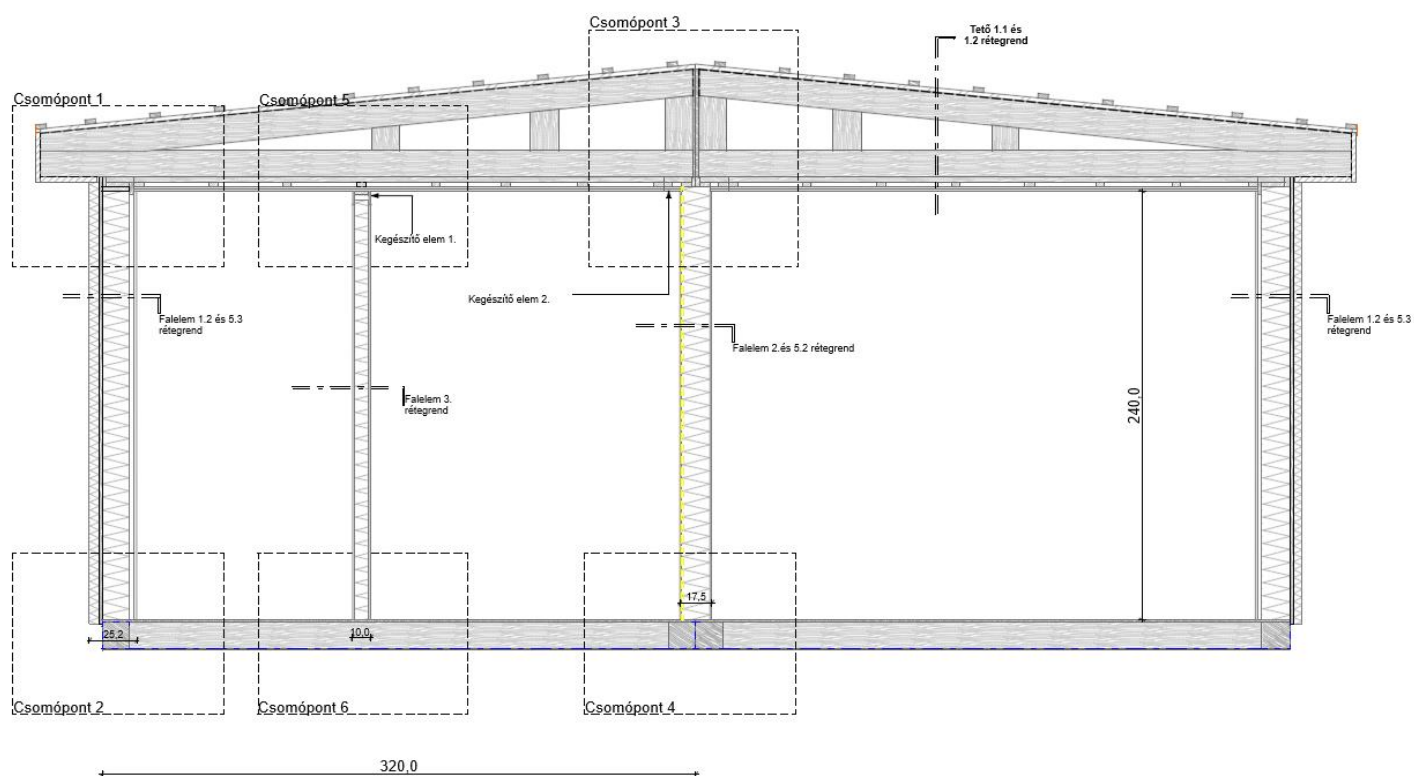 Csomópont 3
Tető 1.1 és
1.2 rétegrend
Csomópont 1
Csomópont 5
Kegészítő elem 1.
Kegészítő elem 2.
Falelem 1.2 és 5.3
rétegrend
Falelem 2.és 5.2 rétegrend
Falelem 1.2 és 5.3
rétegrend
Falelem 3.
rétegrend
240,0
17,5
25,2
10,0
Csomópont 2
Csomópont 6
Csomópont 4
320,0